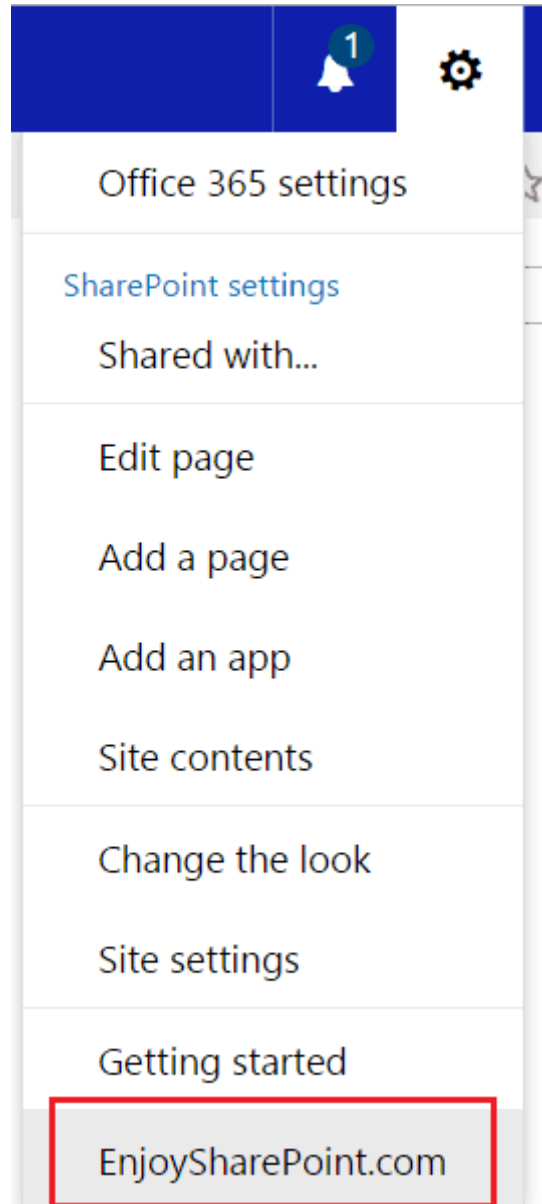 1
Office 365 settings
SharePoint settings
Shared with...
Edit page
Add a page
Add an app
Site contents
Change the look
Site settings
Getting started
EnjoySharePoint.com